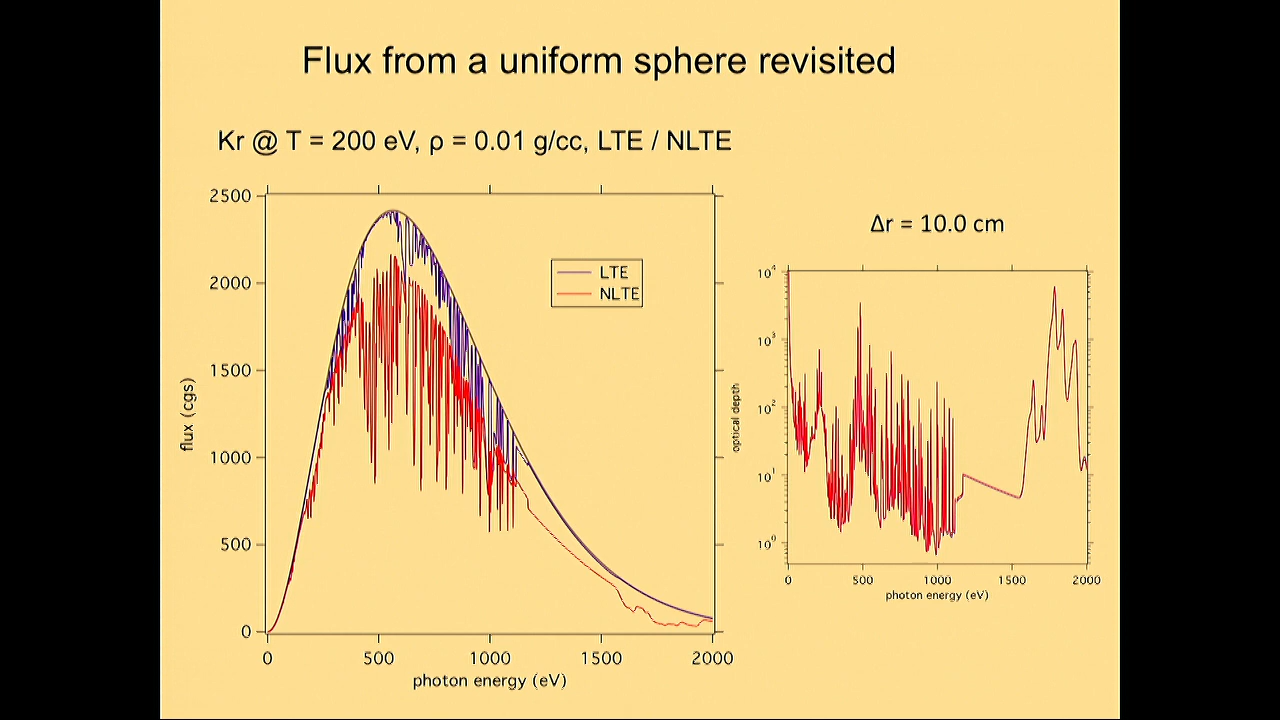 Flux from a uniform sphere revisited
Kr @ T = 200 eV, ρ = 0.01 g/cc, LTE / NLTE
Δr = 10.0 cm
flux (cgs)
2500
2000
1500
1000
500
0
LTE
NLTE
0 500 1000 1500 2000
photon energy (eV)
optical depth
10⁴
10³
10²
10¹
10⁰
0 500 1000 1500 2000
photon energy (eV)